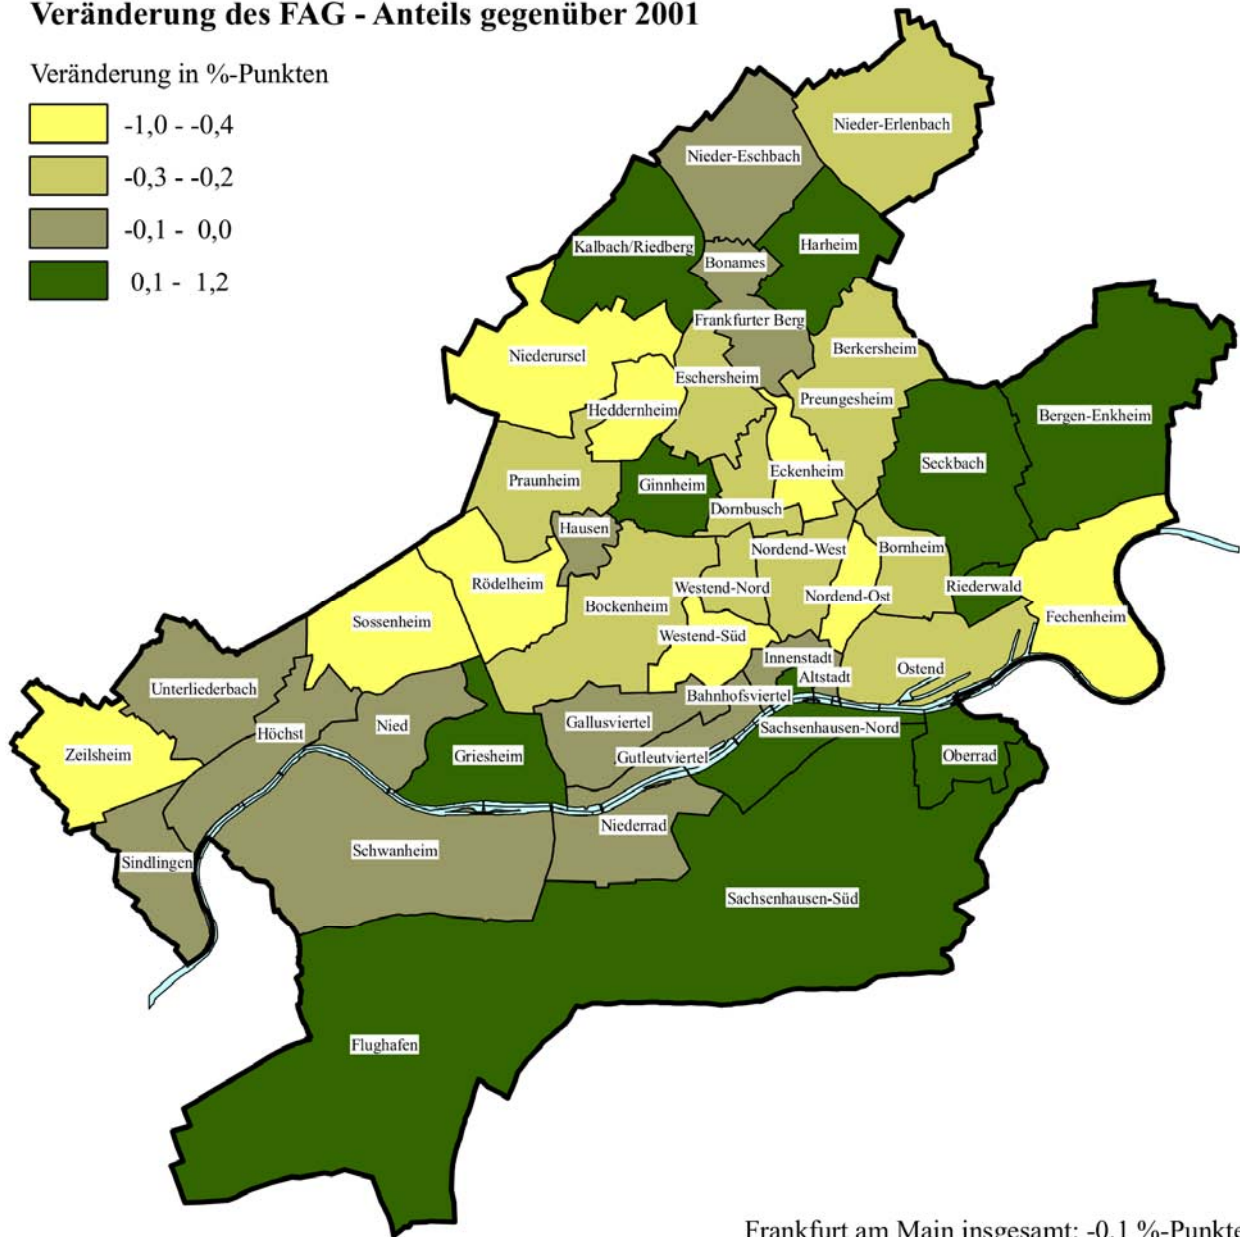 Veränderung des FAG - Anteils gegenüber 2001
Veränderung in %-Punkten
-1,0 - -0,4
-0,3 - -0,2
-0,1 - 0,0
0,1 - 1,2
Nieder-Erlenbach
Nieder-Eschbach
Kalbach/Riedberg
Harheim
Bonames
Frankfurter Berg
Niederursel
Berkersheim
Eschersheim
Heddernheim
Preungesheim
Bergen-Enkheim
Seckbach
Eckenheim
Praunheim
Ginnheim
Dornbusch
Hausen
Nordend-West
Bornheim
Rödelheim
Westend-Nord
Riederwald
Bockenheim
Nordend-Ost
Fechenheim
Sossenheim
Westend-Süd
Innenstadt
Ostend
Altstadt
Unterliederbach
Bahnhofsviertel
Gallusviertel
Nied
Höchst
Sachsenhausen-Nord
Zeilsheim
Griesheim
Gutleutviertel
Oberrad
Niederrad
Schwanheim
Sindlingen
Sachsenhausen-Süd
Flughafen
Frankfurt am Main insgesamt: -0,1 %-Punkte